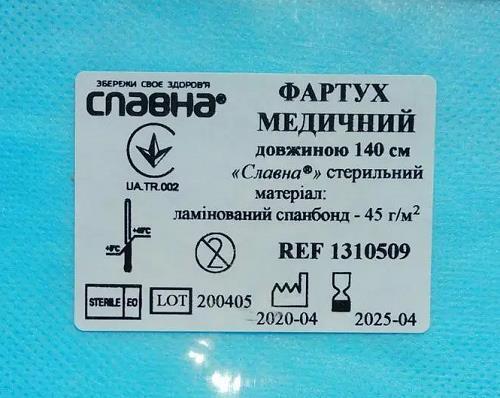 ЗБЕРЕЖИ СВОЄ ЗДОРОВ'Я
СЛАВНА®
UA.TR.002
ФАРТУХ
МЕДИЧНИЙ
довжиною 140 см
«Славна®» стерильний
матеріал:
ламінований спанбонд - 45 г/м²
+5°C
+40°C
2
REF 1310509
STERILE EO
LOT 200405
2020-04
2025-04